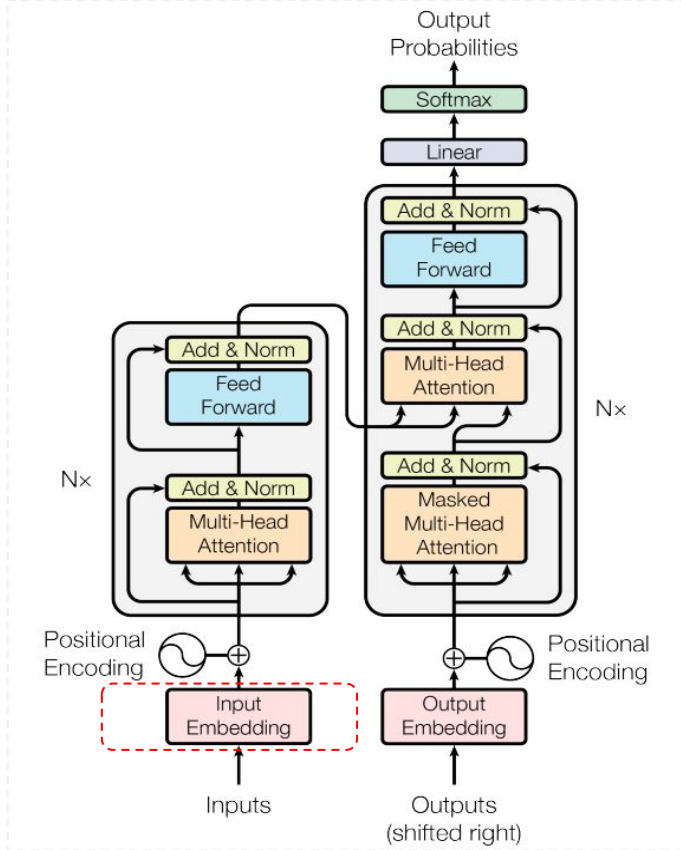 Output
Probabilities
Softmax
Linear
Add & Norm
Feed
Forward
Add & Norm
Multi-Head
Attention
Add & Norm
Masked
Multi-Head
Attention
Nx
Add & Norm
Feed
Forward
Add & Norm
Multi-Head
Attention
Nx
Positional
Encoding
Positional
Encoding
Input
Embedding
Output
Embedding
Inputs
Outputs
(shifted right)